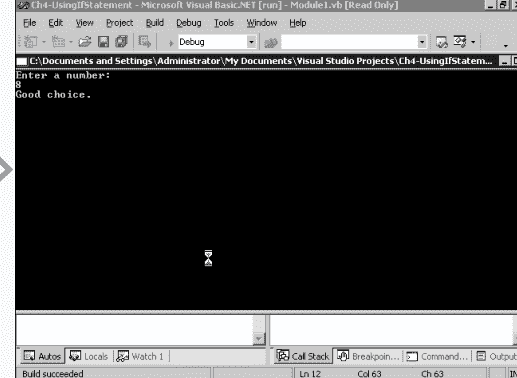 Ch4-UsingIfStatement - Microsoft Visual Basic.NET [run] - Module1.vb [Read Only]
File Edit View Project Build Debug Tools Window Help
Debug
C:\Documents and Settings\Administrator\My Documents\Visual Studio Projects\Ch4-UsingIfStatem...
Enter a number:
8
Good choice.
Autos Locals Watch 1 Call Stack Breakpoin... Command... Output
Build succeeded Ln 12 Col 63 Ch 63 IN